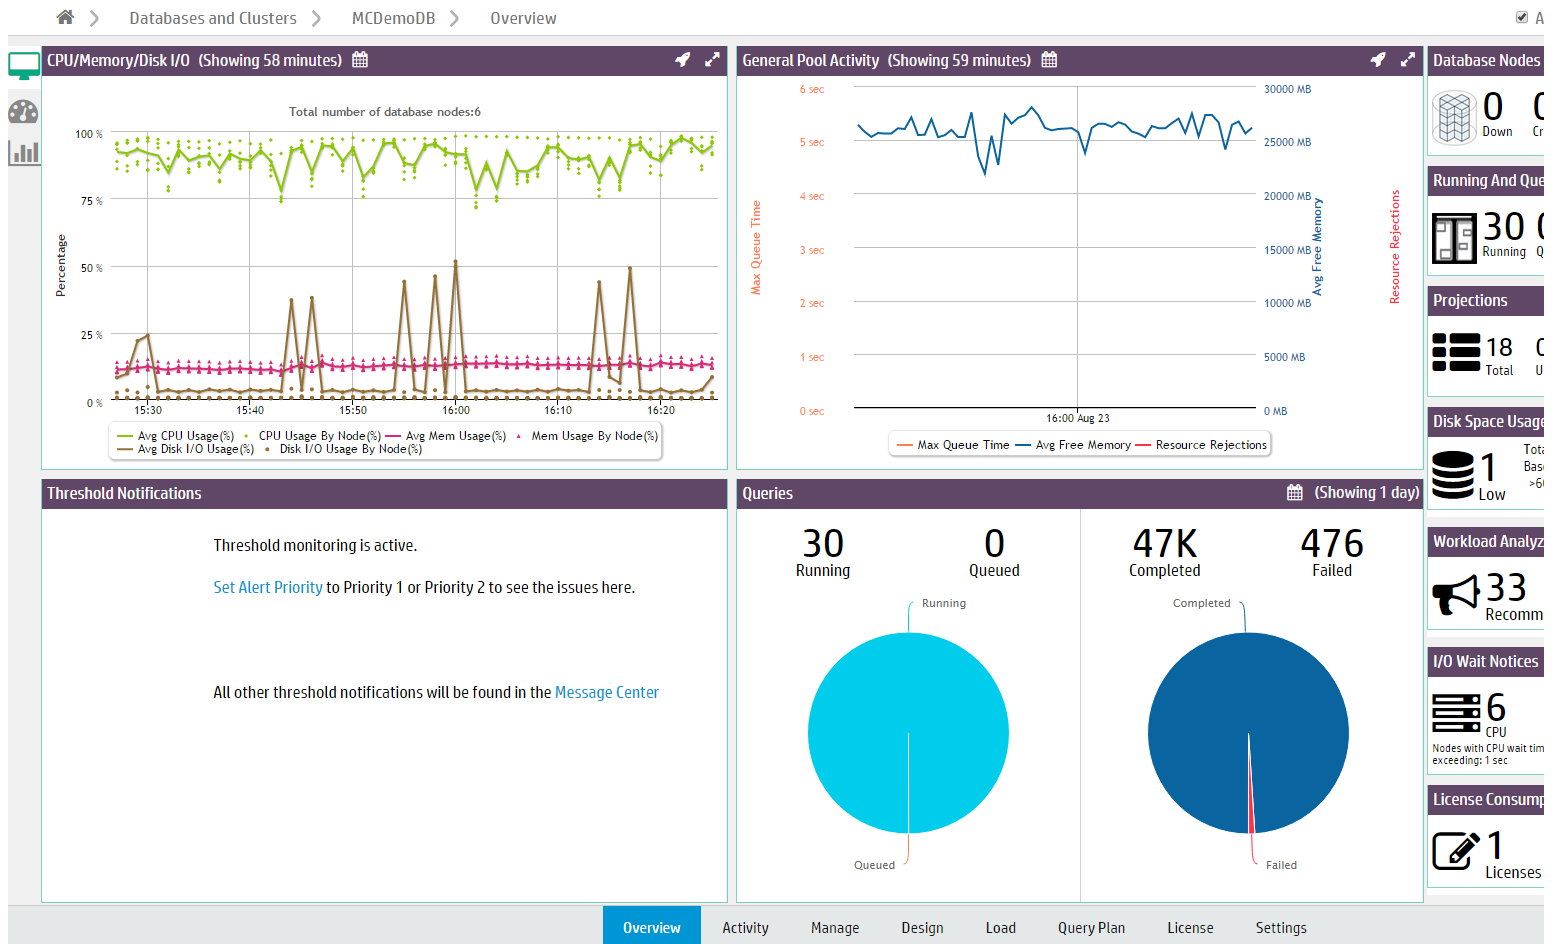 Databases and Clusters MCDemoDB Overview
CPU/Memory/Disk I/O (Showing 58 minutes)
Total number of database nodes:6
100 %
75 %
50 %
25 %
0 %
Percentage
15:30 15:40 15:50 16:00 16:10 16:20
Avg CPU Usage(%) CPU Usage By Node(%) Avg Mem Usage(%) Mem Usage By Node(%)
Avg Disk I/O Usage(%) Disk I/O Usage By Node(%)
General Pool Activity (Showing 59 minutes)
6 sec 30000 MB
5 sec 25000 MB
4 sec 20000 MB
3 sec 15000 MB
2 sec 10000 MB
1 sec 5000 MB
0 sec 0 MB
Max Queue Time
Avg Free Memory
Resource Rejections
16:00 Aug 23
Max Queue Time Avg Free Memory Resource Rejections
Threshold Notifications
Threshold monitoring is active.
Set Alert Priority to Priority 1 or Priority 2 to see the issues here.
All other threshold notifications will be found in the Message Center
Queries (Showing 1 day)
30 0 47K 476
Running Queued Completed Failed
Running
Queued
Completed
Failed
Database Nodes
0
Down
Running And
30
Running
Projections
18
Total
Disk Space Usage
1
Low
Workload
33
I/O Wait Notices
6
CPU
Nodes with CPU wait
exceeding: 1 sec
License
1
Licenses
Overview Activity Manage Design Load Query Plan License Settings